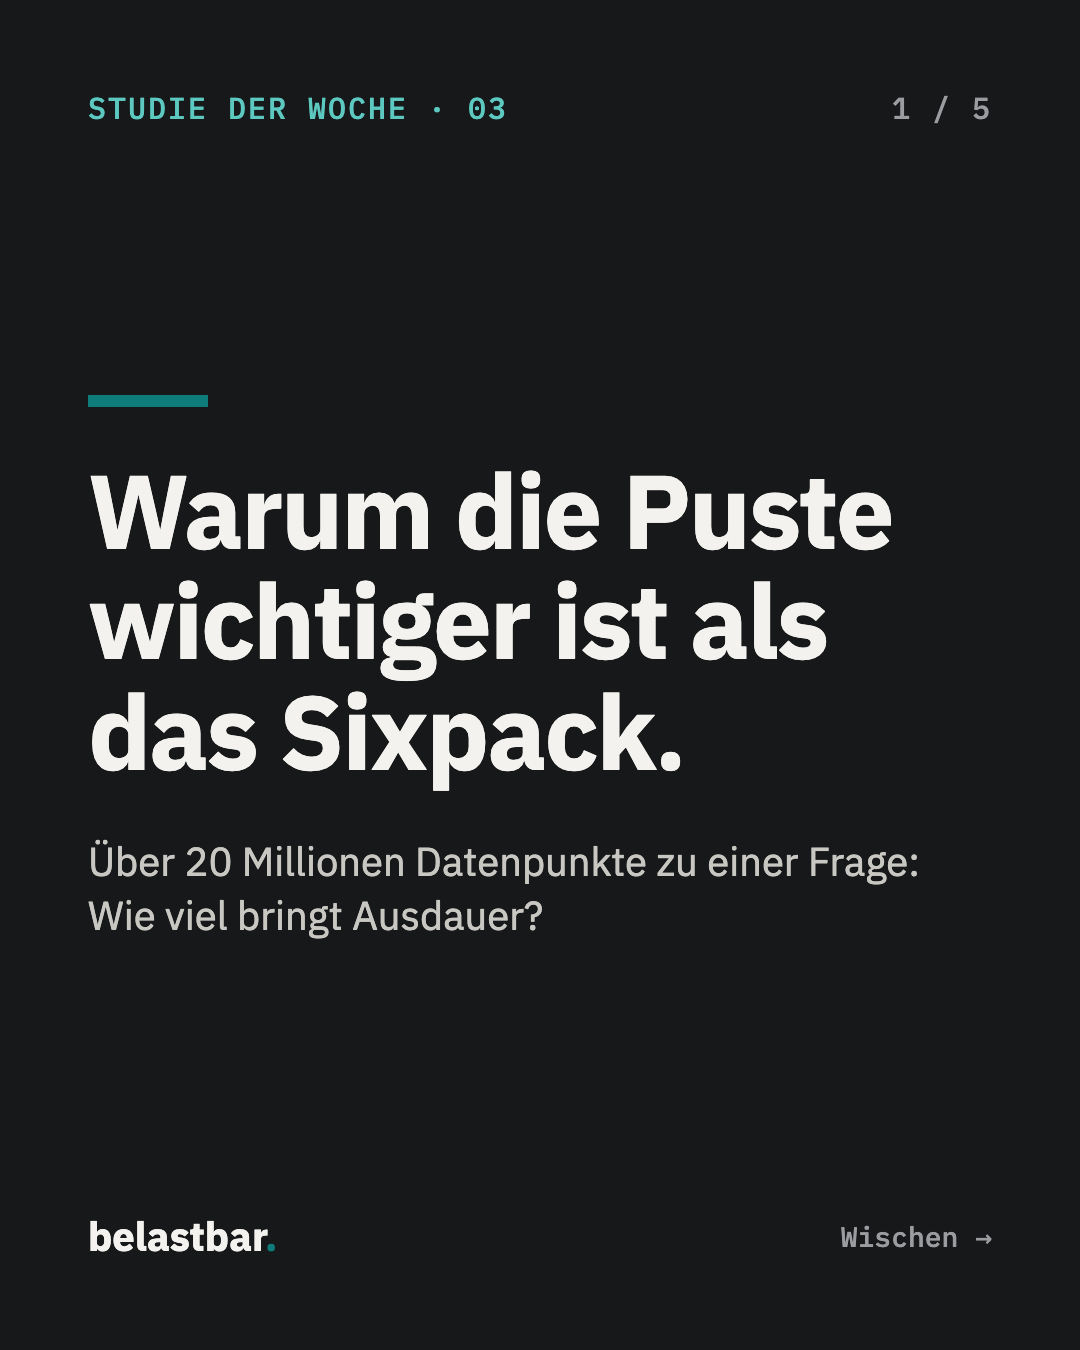 STUDIE DER WOCHE · 03
1 / 5
Warum die Puste
wichtiger ist als
das Sixpack.
Über 20 Millionen Datenpunkte zu einer Frage:
Wie viel bringt Ausdauer?
belastbar.
Wischen →